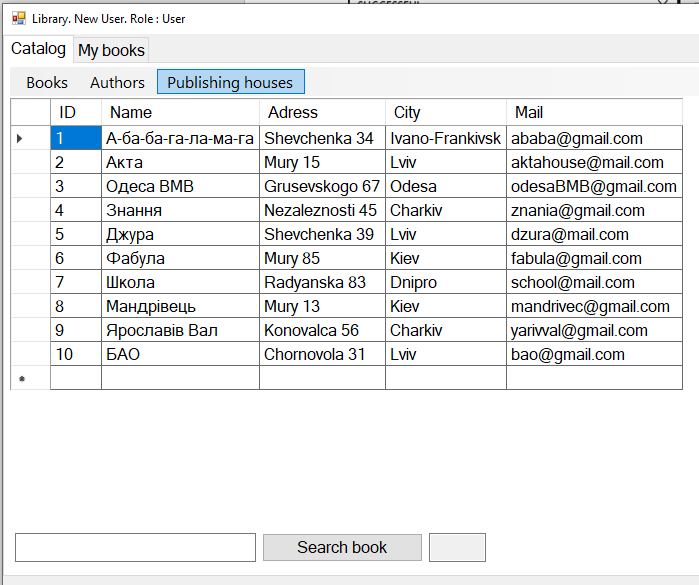 Library. New User. Role : User
Catalog My books
Books Authors Publishing houses
ID Name Adress City Mail
1 А-ба-ба-га-ла-ма-га Shevchenka 34 Ivano-Frankivsk ababa@gmail.com
2 Акта Mury 15 Lviv aktahouse@mail.com
3 Одеса ВМВ Grusevskogo 67 Odesa odesaBMB@gmail.com
4 Знання Nezaleznosti 45 Charkiv znania@gmail.com
5 Джура Shevchenka 39 Lviv dzura@mail.com
6 Фабула Mury 85 Kiev fabula@gmail.com
7 Школа Radyanska 83 Dnipro school@mail.com
8 Мандрівець Mury 13 Kiev mandrivec@gmail.com
9 Ярославів Вал Konovalca 56 Charkiv yarivval@gmail.com
10 БАО Chornovola 31 Lviv bao@gmail.com
Search book